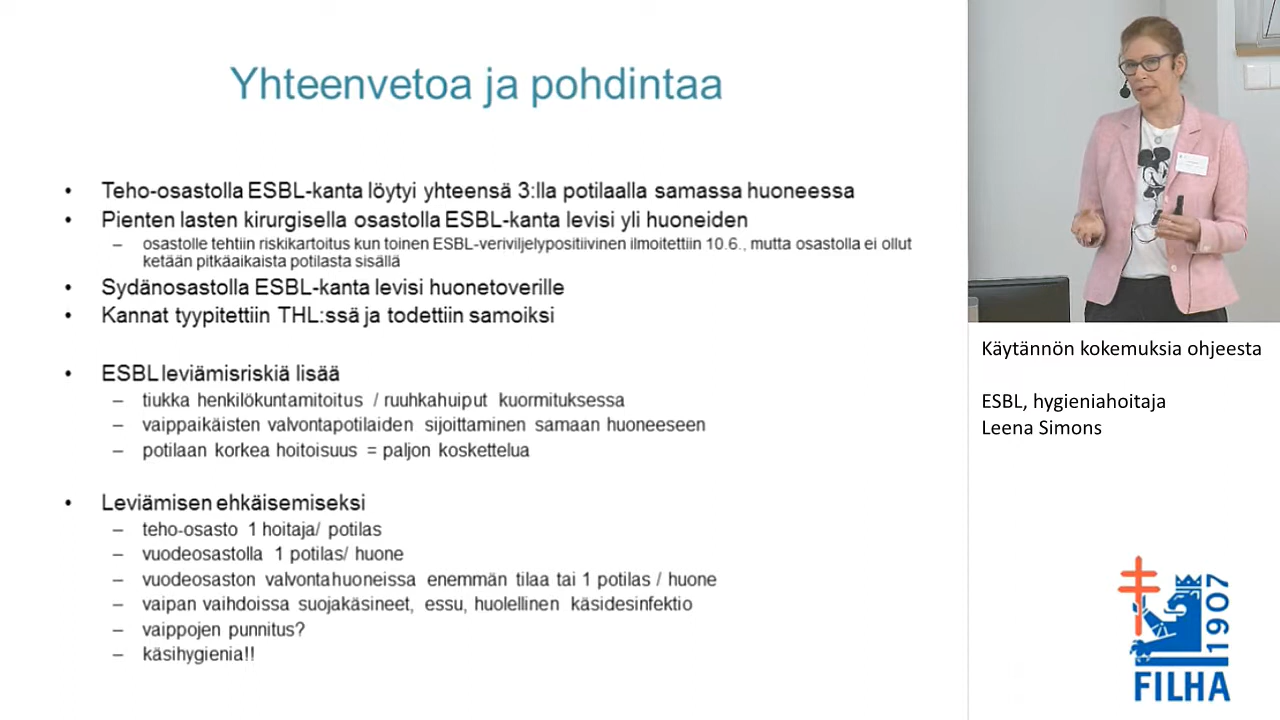 Yhteenvetoa ja pohdintaa
• Teho-osastolla ESBL-kanta löytyi yhteensä 3:lla potilaalla samassa huoneessa
• Pienten lasten kirurgisella osastolla ESBL-kanta levisi yli huoneiden
– osastolle tehtiin riskikartoitus kun toinen ESBL-veriviljelypositiivinen ilmoitettiin 10.6., mutta osastolla ei ollut
ketään pitkäaikaista potilasta sisällä
• Sydänosastolla ESBL-kanta levisi huonetoverille
• Kannat tyypitettiin THL:ssä ja todettiin samoiksi
• ESBL leviämisriskiä lisää
– tiukka henkilökuntamitoitus / ruuhkahuiput kuormituksessa
– vaippaikäisten valvontapotilaiden sijoittaminen samaan huoneeseen
– potilaan korkea hoitoisuus = paljon koskettelua
• Leviämisen ehkäisemiseksi
– teho-osasto 1 hoitaja/ potilas
– vuodeosastolla 1 potilas/ huone
– vuodeosaston valvontahuoneissa enemmän tilaa tai 1 potilas / huone
– vaipan vaihdoissa suojakäsineet, essu, huolellinen käsidesinfektio
– vaippojen punnitus?
– käsihygienia!!
Käytännön kokemuksia ohjeesta
ESBL, hygieniahoitaja
Leena Simons
1907
FILHA